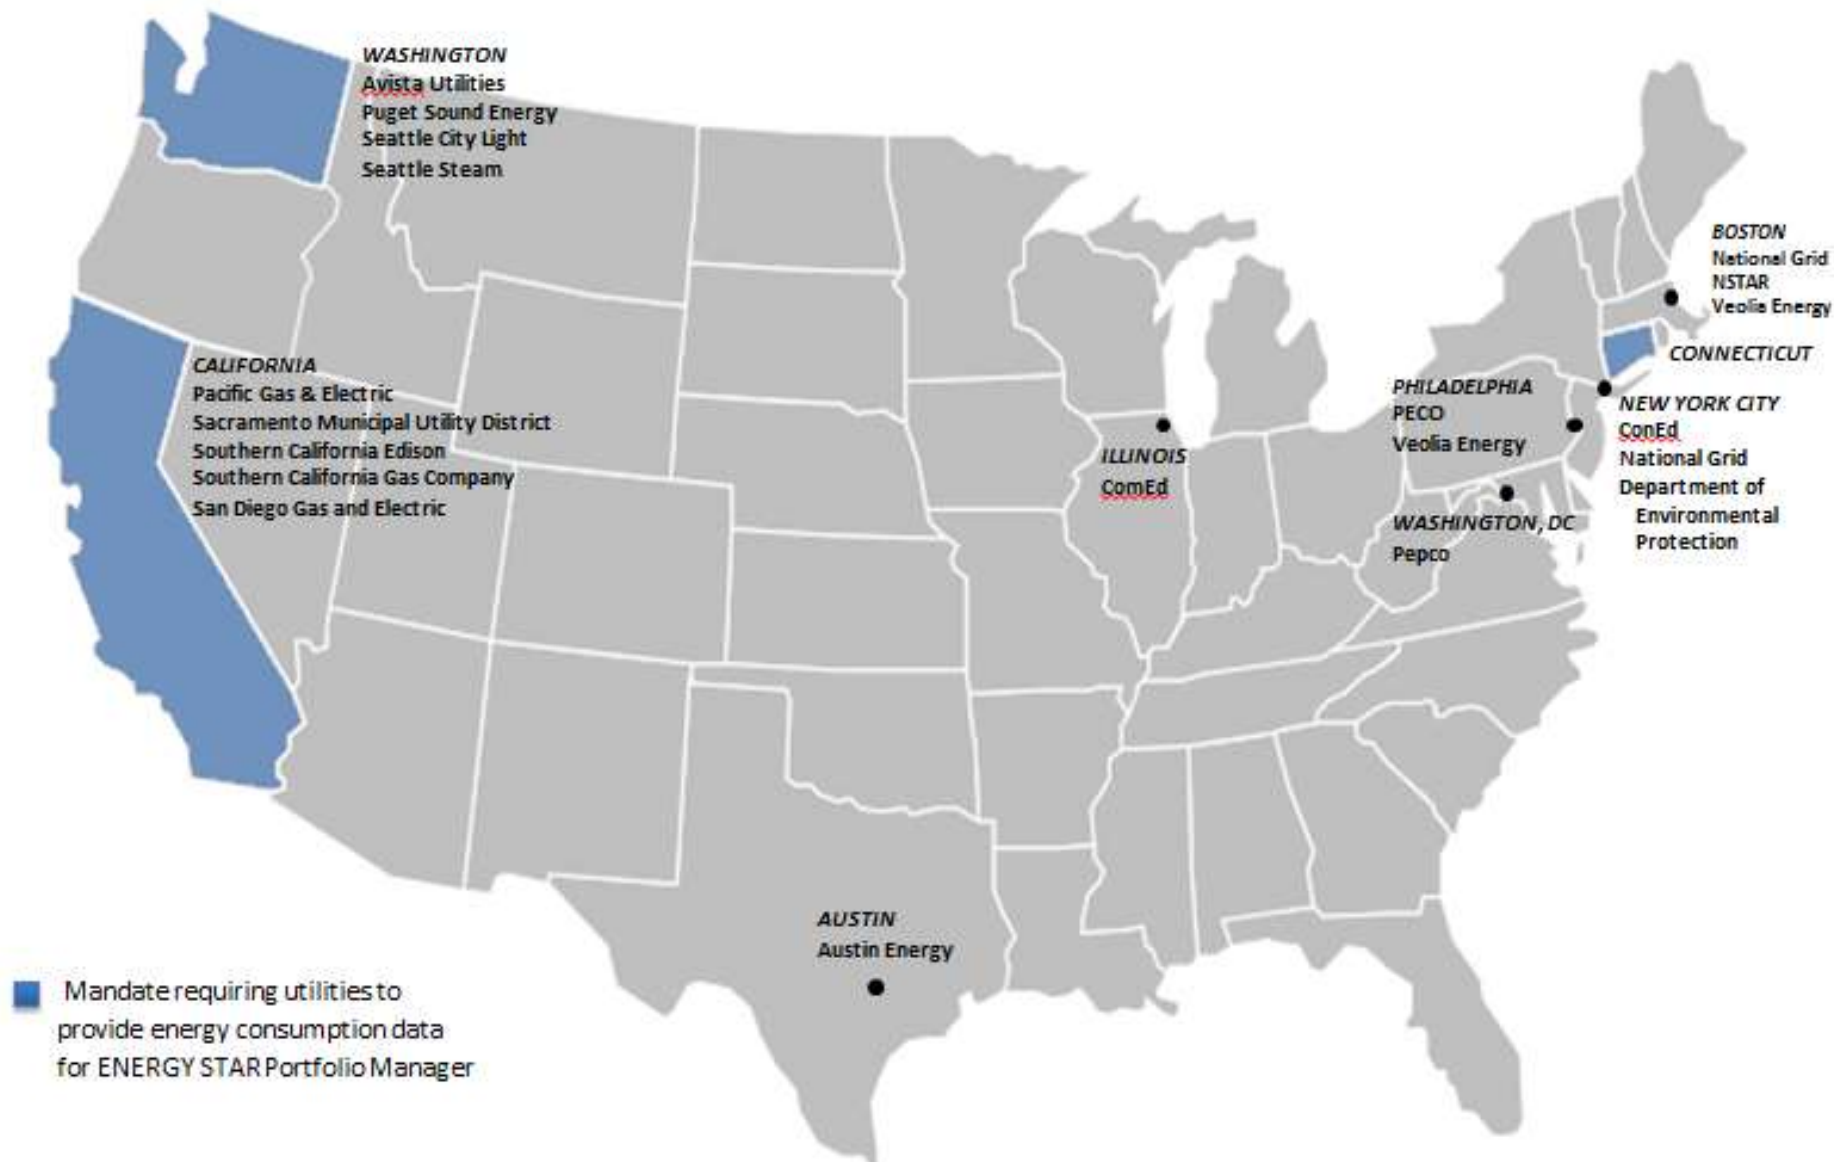 WASHINGTON
Avista Utilities
Puget Sound Energy
Seattle City Light
Seattle Steam
BOSTON
National Grid
NSTAR
Veolia Energy
CONNECTICUT
CALIFORNIA
Pacific Gas & Electric
Sacramento Municipal Utility District
Southern California Edison
Southern California Gas Company
San Diego Gas and Electric
PHILADELPHIA
PECO
Veolia Energy
NEW YORK CITY
ConEd
National Grid
Department of
Environmental
Protection
ILLINOIS
ComEd
WASHINGTON, DC
Pepco
AUSTIN
Austin Energy
Mandate requiring utilities to
provide energy consumption data
for ENERGY STAR Portfolio Manager